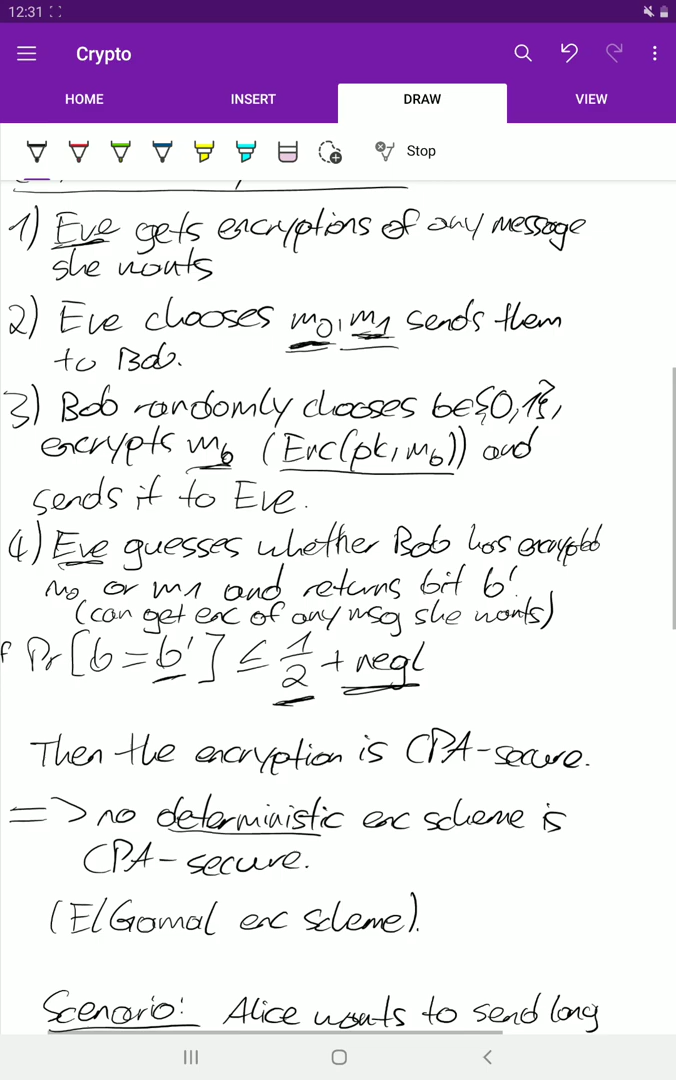 12:31
Crypto
HOME INSERT DRAW VIEW
Stop
1) Eve gets encryptions of any message
she wants
2) Eve chooses m0, m1 sends them
to Bob.
3) Bob randomly chooses b∈{0,1},
encrypts mb (Enc(pk, mb)) and
sends it to Eve.
4) Eve guesses whether Bob has encrypted
m0 or m1 and returns bit b'.
(can get enc of any msg she wants)
f Pr[b = b'] ≤ 1/2 + negl
Then the encryption is CPA-secure.
=> no deterministic enc scheme is
CPA-secure.
(ElGamal enc scheme).
Scenario: Alice wants to send long